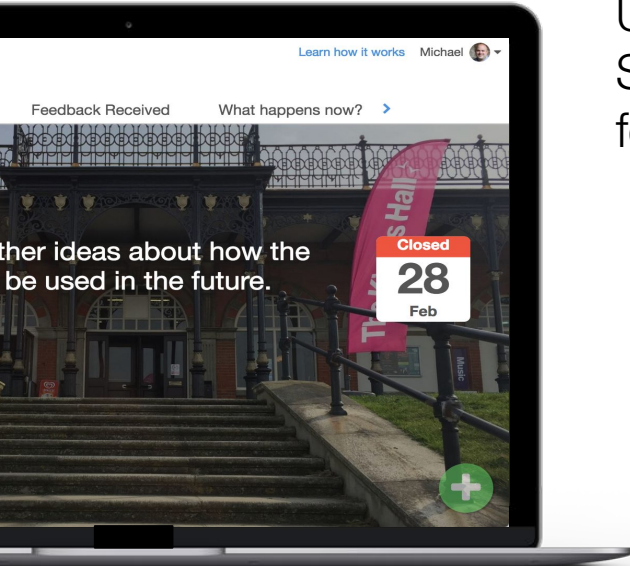 Learn how it works Michael
Feedback Received What happens now? >
ther ideas about how the
be used in the future.
Closed
28
Feb
Hall
Music